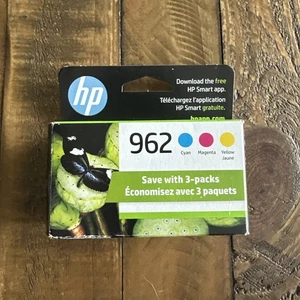 hp
Download the free
HP Smart app.
Téléchargez l'application
HP Smart gratuite.
hpapp.com
962
Cyan
Magenta
Yellow
Jaune
Save with 3-packs
Économisez avec 3 paquets